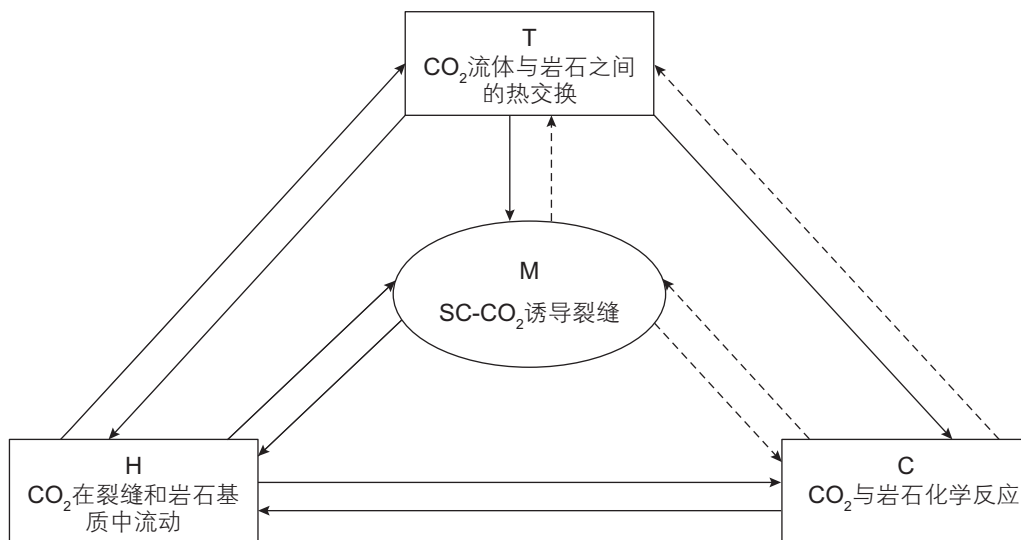 T
CO₂流体与岩石之间
的热交换
M
SC-CO₂诱导裂缝
H
CO₂在裂缝和岩石基
质中流动
C
CO₂与岩石化学反应